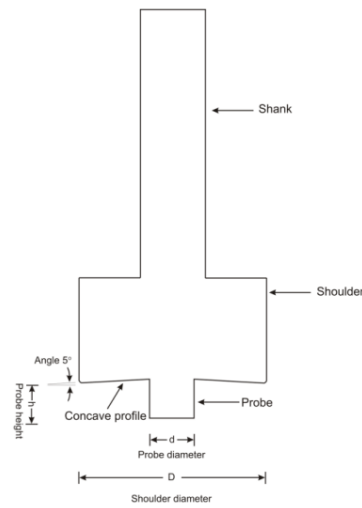 Shank
Shoulder
Angle 5°
h
Probe height
Concave profile
Probe
d
Probe diameter
D
Shoulder diameter